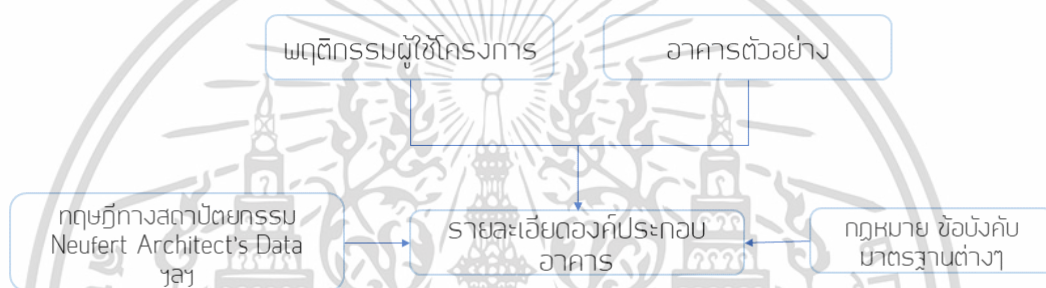 พฤติกรรมผู้ใช้โครงการ
อาคารตัวอย่าง
ทฤษฎีทางสถาปัตยกรรม
Neufert Architect's Data
ฯลฯ
รายละเอียดองค์ประกอบ
อาคาร
กฎหมาย ข้อบังคับ
มาตรฐานต่างๆ